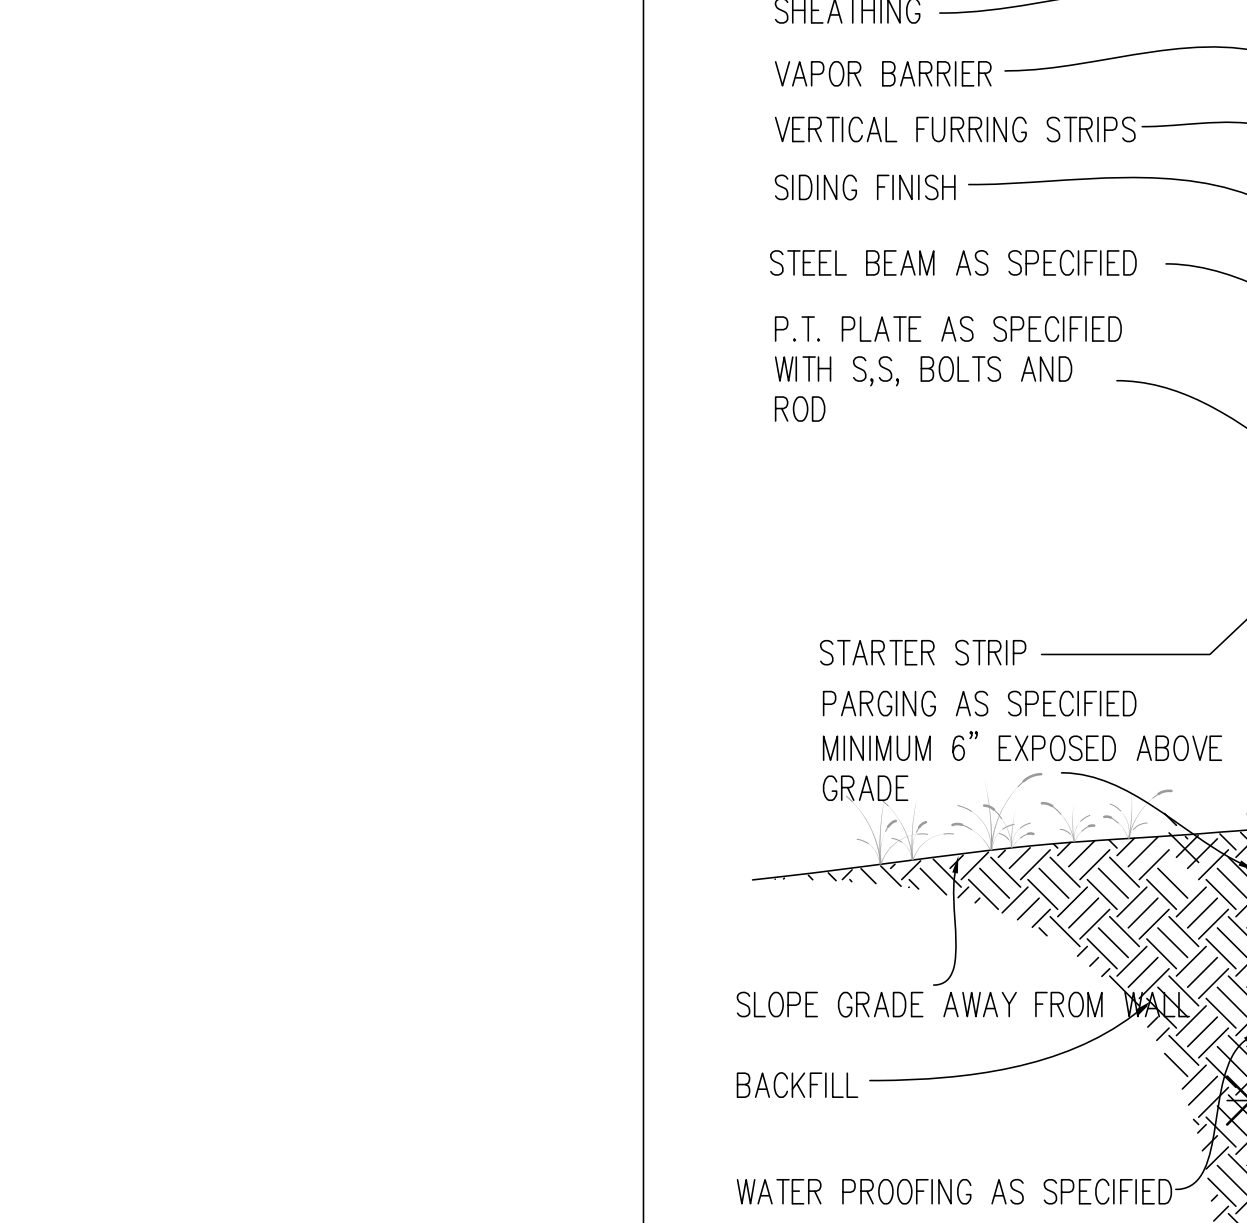 SHEATHING
VAPOR BARRIER
VERTICAL FURRING STRIPS
SIDING FINISH
STEEL BEAM AS SPECIFIED
P.T. PLATE AS SPECIFIED
WITH S,S, BOLTS AND
ROD
STARTER STRIP
PARGING AS SPECIFIED
MINIMUM 6” EXPOSED ABOVE
GRADE
SLOPE GRADE AWAY FROM WALL
BACKFILL
WATER PROOFING AS SPECIFIED